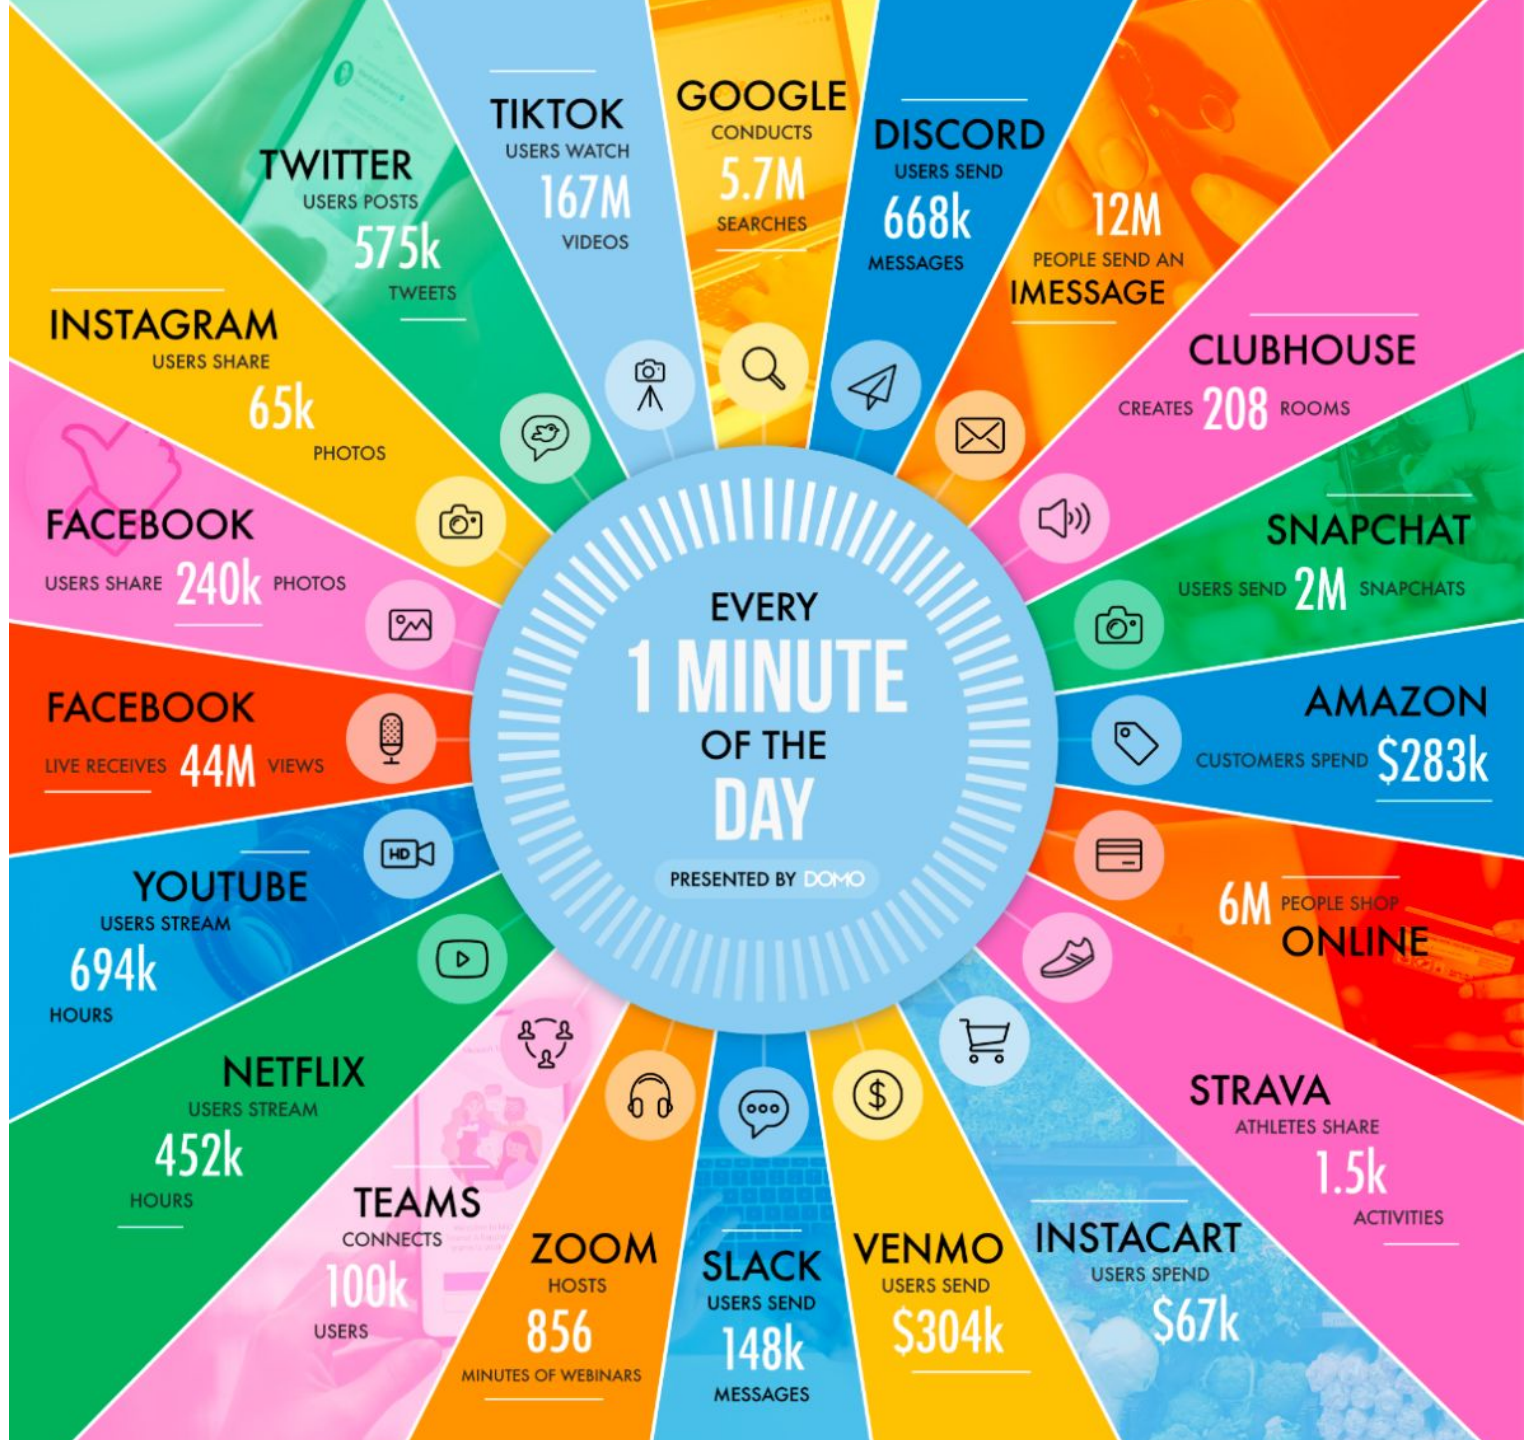 TIKTOK
USERS WATCH
167M
VIDEOS
GOOGLE
CONDUCTS
5.7M
SEARCHES
DISCORD
USERS SEND
668k
MESSAGES
12M
PEOPLE SEND AN
IMESSAGE
CLUBHOUSE
CREATES 208 ROOMS
SNAPCHAT
USERS SEND 2M SNAPCHATS
AMAZON
CUSTOMERS SPEND $283k
6M PEOPLE SHOP
ONLINE
STRAVA
ATHLETES SHARE
1.5k
ACTIVITIES
INSTACART
USERS SPEND
$67k
VENMO
USERS SEND
$304k
SLACK
USERS SEND
148k
MESSAGES
ZOOM
HOSTS
856
MINUTES OF WEBINARS
TEAMS
CONNECTS
100k
USERS
NETFLIX
USERS STREAM
452k
HOURS
YOUTUBE
USERS STREAM
694k
HOURS
HD
FACEBOOK
LIVE RECEIVES 44M VIEWS
FACEBOOK
USERS SHARE 240k PHOTOS
INSTAGRAM
USERS SHARE
65k
PHOTOS
TWITTER
USERS POSTS
575k
TWEETS
EVERY
1 MINUTE
OF THE
DAY
PRESENTED BY DOMO